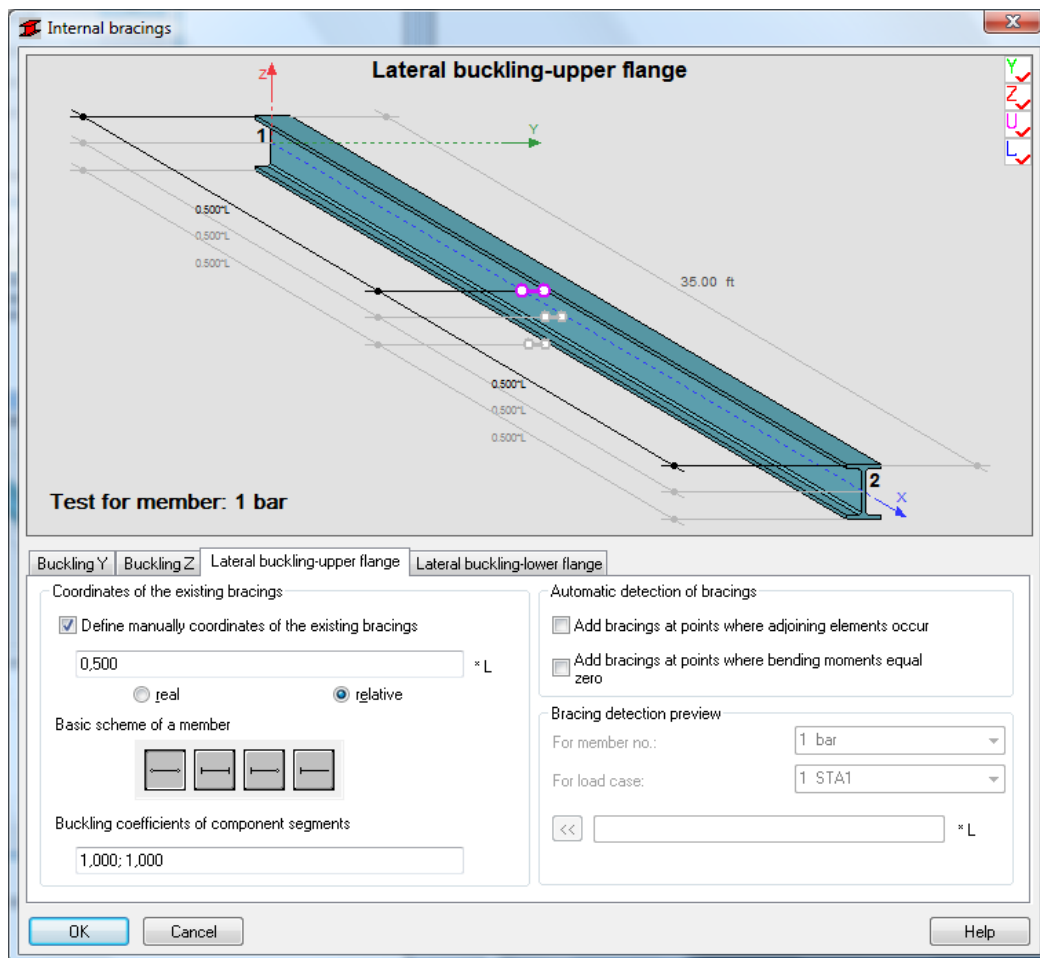 Internal bracings
Lateral buckling-upper flange
Z
Y
Y
Z
U
L
1
0.500*L
0.500*L
0.500*L
35.00 ft
0.500*L
0.500*L
0.500*L
2
X
Test for member: 1 bar
Buckling Y
Buckling Z
Lateral buckling-upper flange
Lateral buckling-lower flange
Coordinates of the existing bracings
Define manually coordinates of the existing bracings
0,500
* L
real
relative
Basic scheme of a member
Buckling coefficients of component segments
1,000; 1,000
Automatic detection of bracings
Add bracings at points where adjoining elements occur
Add bracings at points where bending moments equal
zero
Bracing detection preview
For member no.:
1 bar
For load case:
1 STA1
<<
* L
OK
Cancel
Help